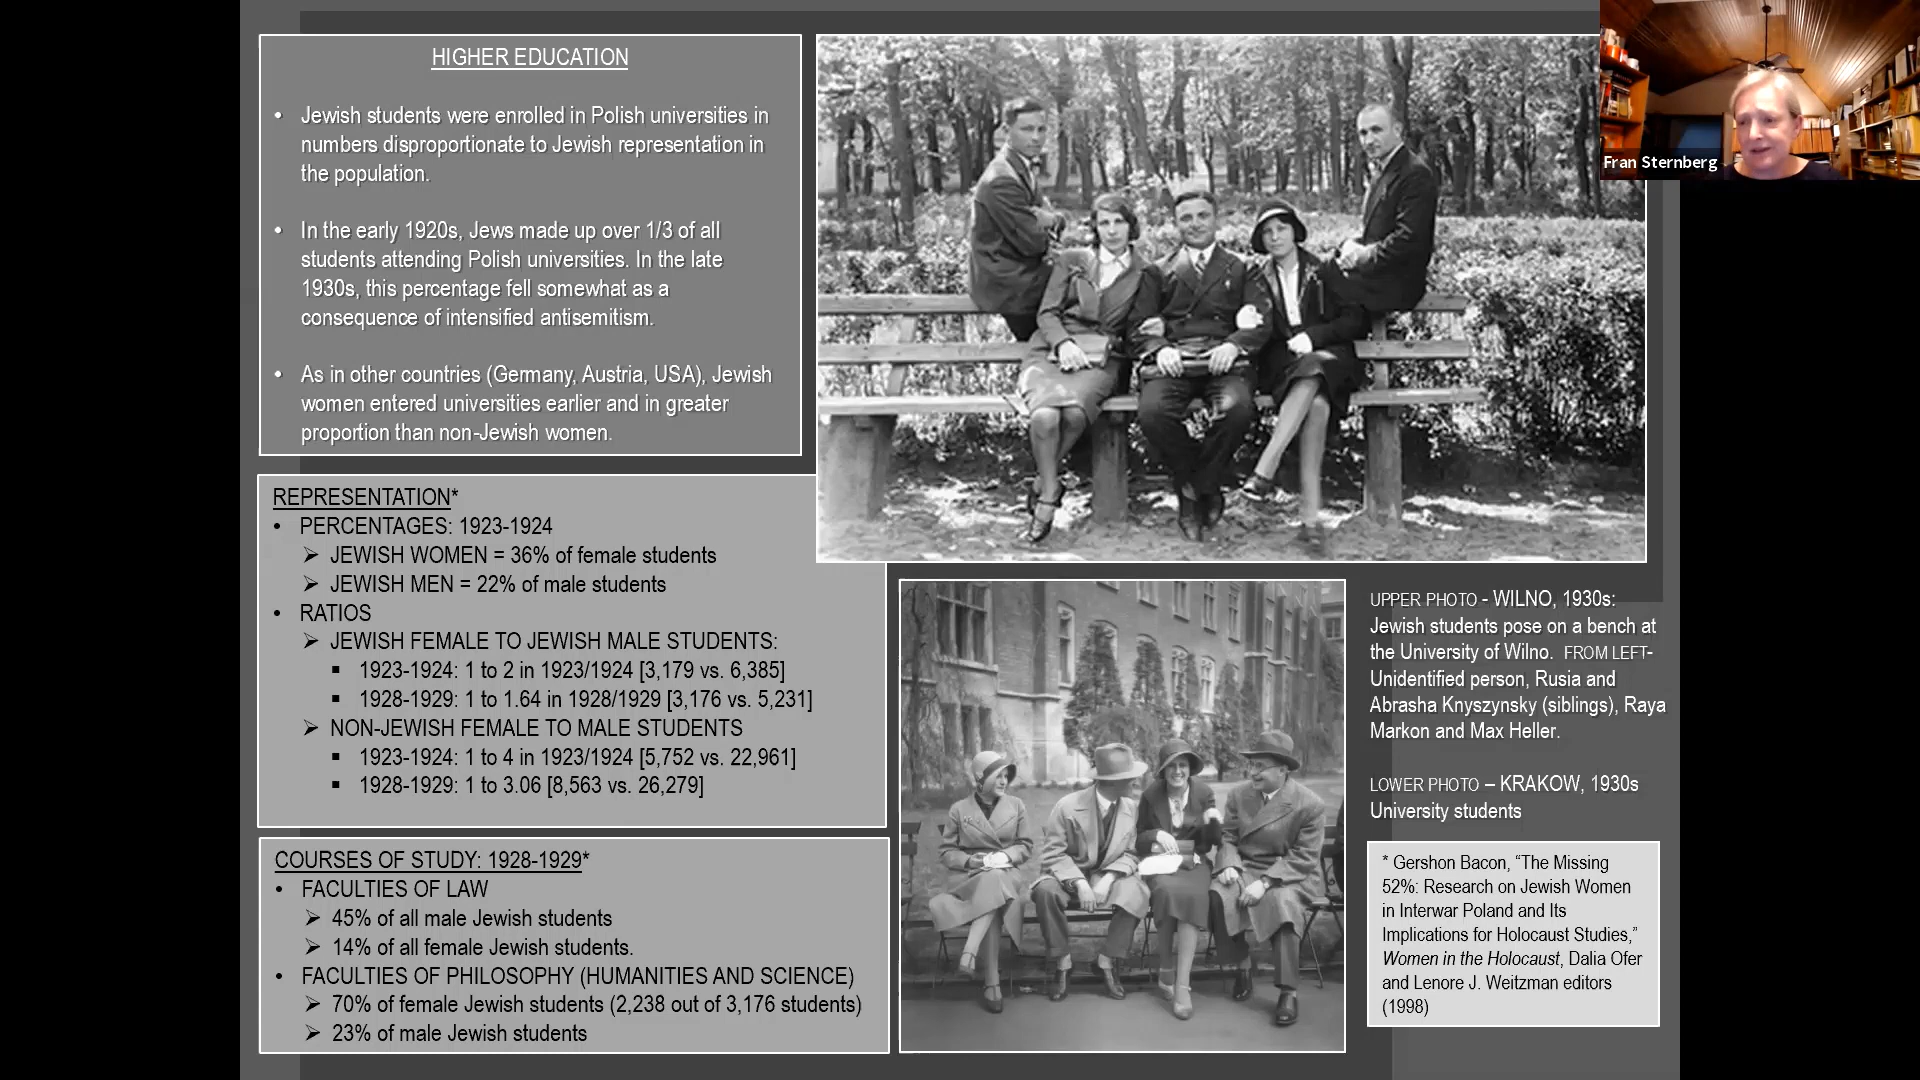 HIGHER EDUCATION
• Jewish students were enrolled in Polish universities in
numbers disproportionate to Jewish representation in
the population.
• In the early 1920s, Jews made up over 1/3 of all
students attending Polish universities. In the late
1930s, this percentage fell somewhat as a
consequence of intensified antisemitism.
• As in other countries (Germany, Austria, USA), Jewish
women entered universities earlier and in greater
proportion than non-Jewish women.
REPRESENTATION*
• PERCENTAGES: 1923-1924
➢ JEWISH WOMEN = 36% of female students
➢ JEWISH MEN = 22% of male students
• RATIOS
➢ JEWISH FEMALE TO JEWISH MALE STUDENTS:
▪ 1923-1924: 1 to 2 in 1923/1924 [3,179 vs. 6,385]
▪ 1928-1929: 1 to 1.64 in 1928/1929 [3,176 vs. 5,231]
➢ NON-JEWISH FEMALE TO MALE STUDENTS
▪ 1923-1924: 1 to 4 in 1923/1924 [5,752 vs. 22,961]
▪ 1928-1929: 1 to 3.06 [8,563 vs. 26,279]
COURSES OF STUDY: 1928-1929*
• FACULTIES OF LAW
➢ 45% of all male Jewish students
➢ 14% of all female Jewish students.
• FACULTIES OF PHILOSOPHY (HUMANITIES AND SCIENCE)
➢ 70% of female Jewish students (2,238 out of 3,176 students)
➢ 23% of male Jewish students
Fran Sternberg
UPPER PHOTO - WILNO, 1930s:
Jewish students pose on a bench at
the University of Wilno. FROM LEFT-
Unidentified person, Rusia and
Abrasha Knyszynsky (siblings), Raya
Markon and Max Heller.
LOWER PHOTO – KRAKOW, 1930s
University students
* Gershon Bacon, “The Missing
52%: Research on Jewish Women
in Interwar Poland and Its
Implications for Holocaust Studies,”
Women in the Holocaust, Dalia Ofer
and Lenore J. Weitzman editors
(1998)